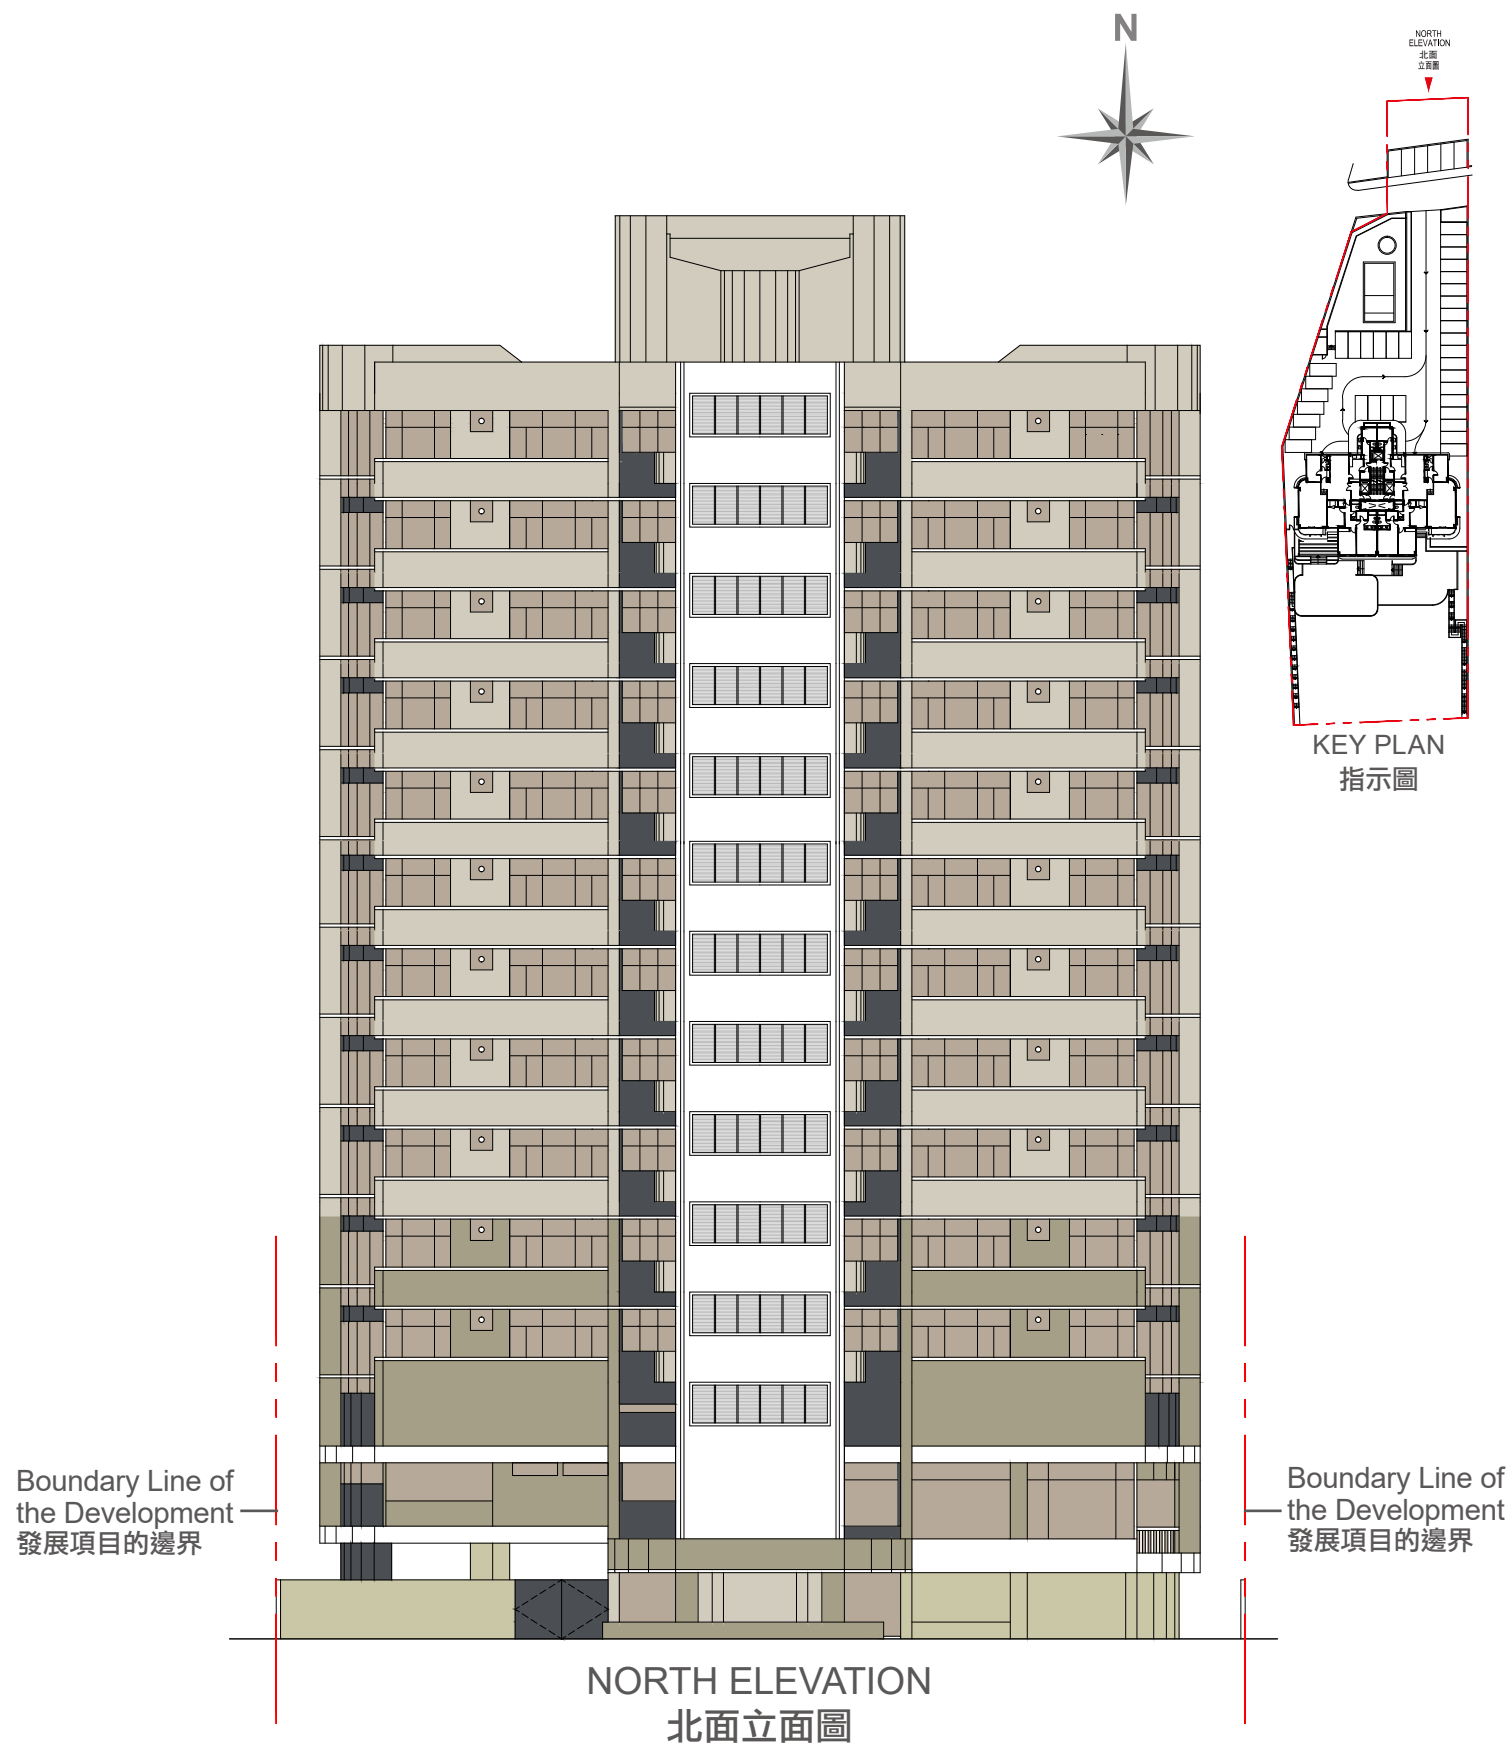 N
NORTH
ELEVATION
北面
立面圖
KEY PLAN
指示圖
Boundary Line of
the Development
發展項目的邊界
Boundary Line of
the Development
發展項目的邊界
NORTH ELEVATION
北面立面圖